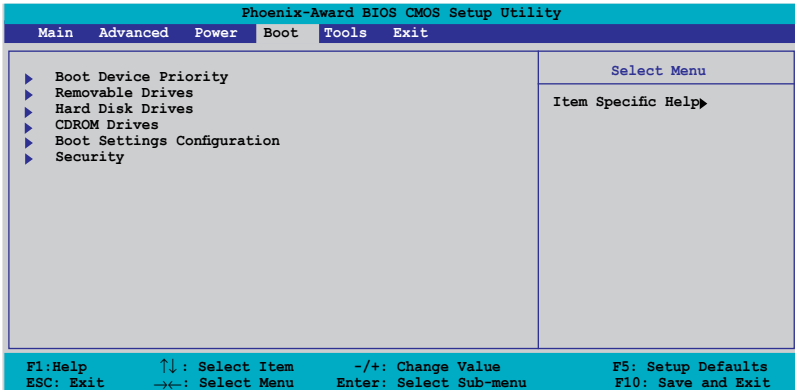 Phoenix-Award BIOS CMOS Setup Utility
Main Advanced Power Boot Tools Exit
Boot Device Priority
Removable Drives
Hard Disk Drives
CDROM Drives
Boot Settings Configuration
Security
Select Menu
Item Specific Help
F1:Help ↑↓ : Select Item -/+: Change Value F5: Setup Defaults
ESC: Exit →←: Select Menu Enter: Select Sub-menu F10: Save and Exit